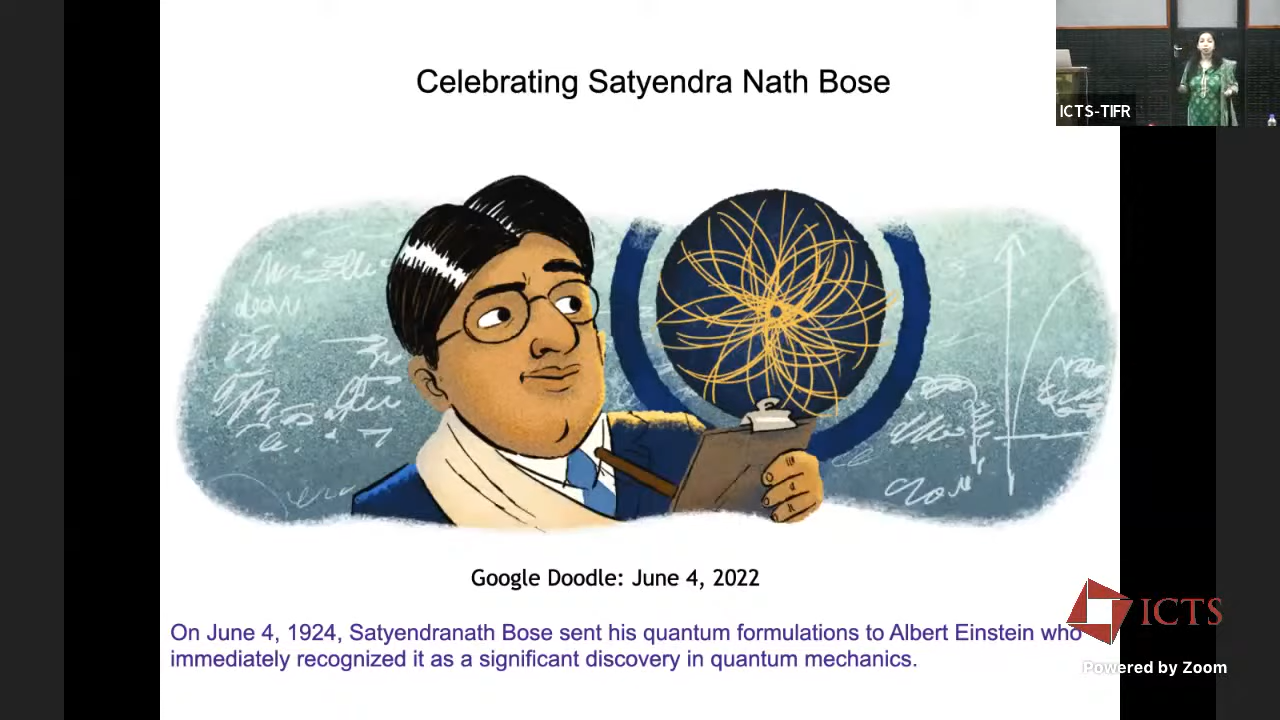 Celebrating Satyendra Nath Bose
ICTS-TIFR
Google Doodle: June 4, 2022
On June 4, 1924, Satyendranath Bose sent his quantum formulations to Albert Einstein who
immediately recognized it as a significant discovery in quantum mechanics.
ICTS
Powered by Zoom